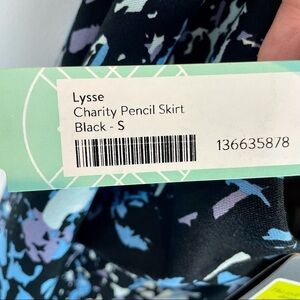 Lysse
Charity Pencil Skirt
Black - S
136635878